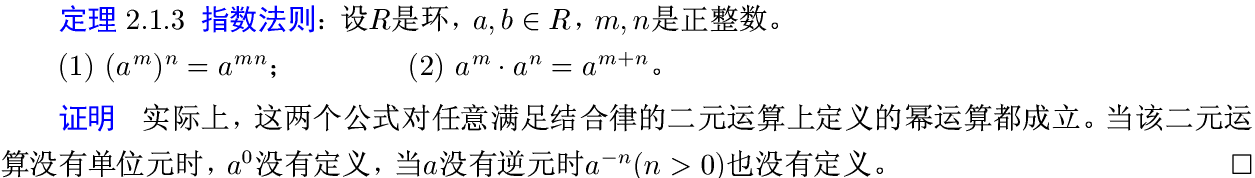 定理 2.1.3 指数法则：设R是环，a, b ∈ R，m, n是正整数。
(1) (a^m)^n = a^{mn}； (2) a^m · a^n = a^{m+n}。
证明 实际上，这两个公式对任意满足结合律的二元运算上定义的幂运算都成立。当该二元运
算没有单位元时，a^0没有定义，当a没有逆元时a^{-n}(n > 0)也没有定义。 □